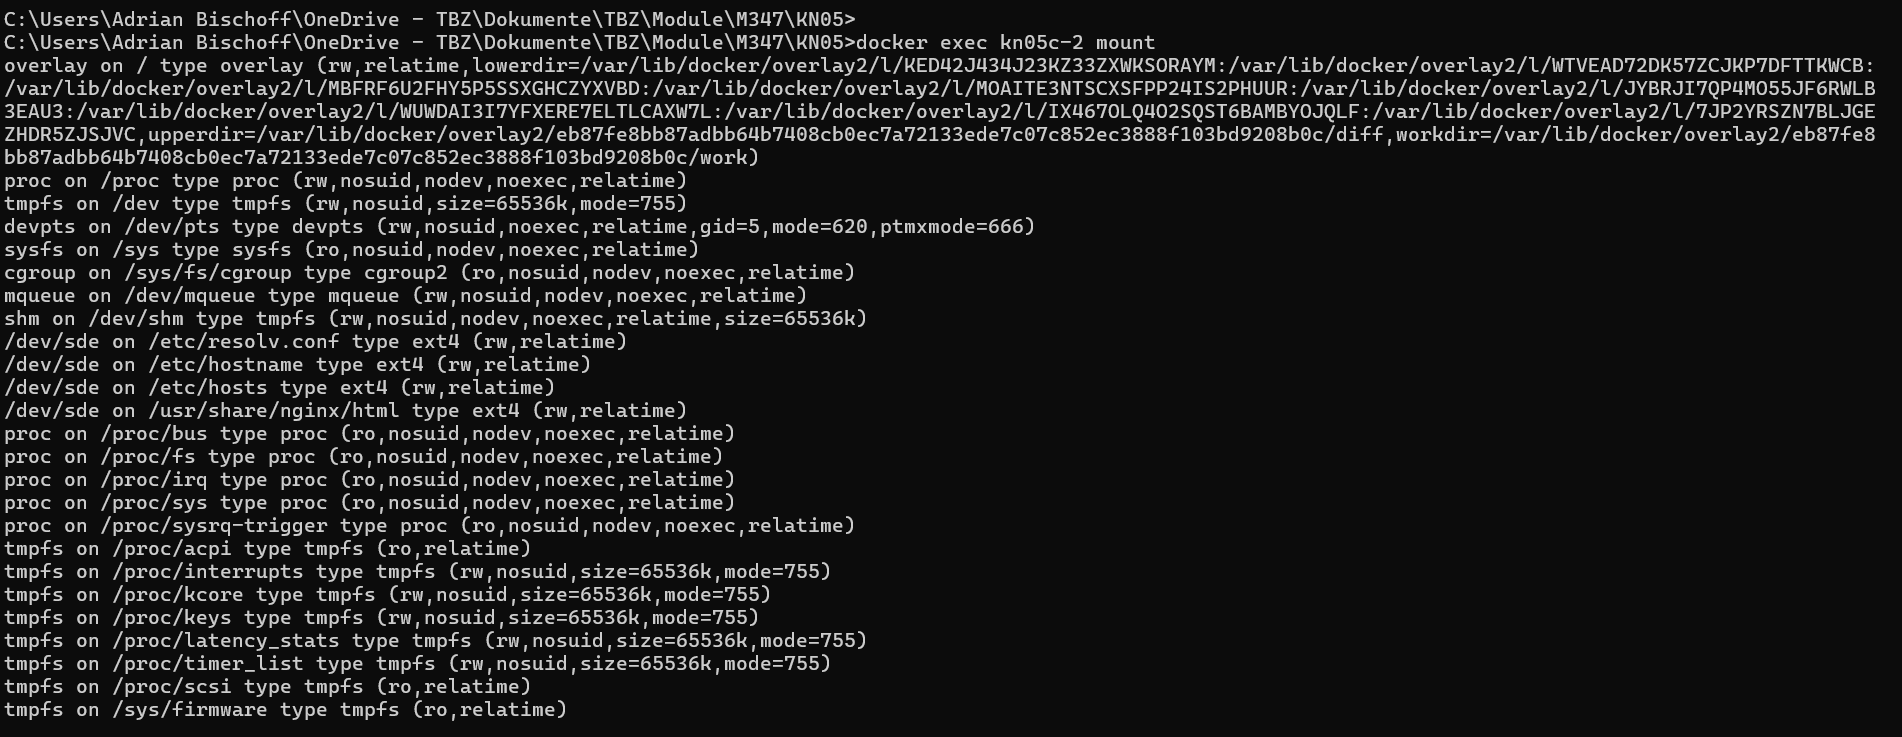 C:\Users\Adrian Bischoff\OneDrive - TBZ\Dokumente\TBZ\Module\M347\KN05>
C:\Users\Adrian Bischoff\OneDrive - TBZ\Dokumente\TBZ\Module\M347\KN05>docker exec kn05c-2 mount
overlay on / type overlay (rw,relatime,lowerdir=/var/lib/docker/overlay2/l/KED42J434J23KZ33ZXWKSORAYM:/var/lib/docker/overlay2/l/WTVEAD72DK57ZCJKP7DFTTKWCB:
/var/lib/docker/overlay2/l/MBFRF6U2FHY5P5SSXGHCZYXVBD:/var/lib/docker/overlay2/l/MOAITE3NTSCXSFPP24IS2PHUUR:/var/lib/docker/overlay2/l/JYBRJI7QP4MO55JF6RWLB
3EAU3:/var/lib/docker/overlay2/l/WUWDAI3I7YFXERE7ELTLCAXW7L:/var/lib/docker/overlay2/l/IX467OLQ4O2SQST6BAMBYOJQLF:/var/lib/docker/overlay2/l/7JP2YRSZN7BLJGE
ZHDR5ZJSJVC,upperdir=/var/lib/docker/overlay2/eb87fe8bb87adbb64b7408cb0ec7a72133ede7c07c852ec3888f103bd9208b0c/diff,workdir=/var/lib/docker/overlay2/eb87fe8
bb87adbb64b7408cb0ec7a72133ede7c07c852ec3888f103bd9208b0c/work)
proc on /proc type proc (rw,nosuid,nodev,noexec,relatime)
tmpfs on /dev type tmpfs (rw,nosuid,size=65536k,mode=755)
devpts on /dev/pts type devpts (rw,nosuid,noexec,relatime,gid=5,mode=620,ptmxmode=666)
sysfs on /sys type sysfs (ro,nosuid,nodev,noexec,relatime)
cgroup on /sys/fs/cgroup type cgroup2 (ro,nosuid,nodev,noexec,relatime)
mqueue on /dev/mqueue type mqueue (rw,nosuid,nodev,noexec,relatime)
shm on /dev/shm type tmpfs (rw,nosuid,nodev,noexec,relatime,size=65536k)
/dev/sde on /etc/resolv.conf type ext4 (rw,relatime)
/dev/sde on /etc/hostname type ext4 (rw,relatime)
/dev/sde on /etc/hosts type ext4 (rw,relatime)
/dev/sde on /usr/share/nginx/html type ext4 (rw,relatime)
proc on /proc/bus type proc (ro,nosuid,nodev,noexec,relatime)
proc on /proc/fs type proc (ro,nosuid,nodev,noexec,relatime)
proc on /proc/irq type proc (ro,nosuid,nodev,noexec,relatime)
proc on /proc/sys type proc (ro,nosuid,nodev,noexec,relatime)
proc on /proc/sysrq-trigger type proc (ro,nosuid,nodev,noexec,relatime)
tmpfs on /proc/acpi type tmpfs (ro,relatime)
tmpfs on /proc/interrupts type tmpfs (rw,nosuid,size=65536k,mode=755)
tmpfs on /proc/kcore type tmpfs (rw,nosuid,size=65536k,mode=755)
tmpfs on /proc/keys type tmpfs (rw,nosuid,size=65536k,mode=755)
tmpfs on /proc/latency_stats type tmpfs (rw,nosuid,size=65536k,mode=755)
tmpfs on /proc/timer_list type tmpfs (rw,nosuid,size=65536k,mode=755)
tmpfs on /proc/scsi type tmpfs (ro,relatime)
tmpfs on /sys/firmware type tmpfs (ro,relatime)